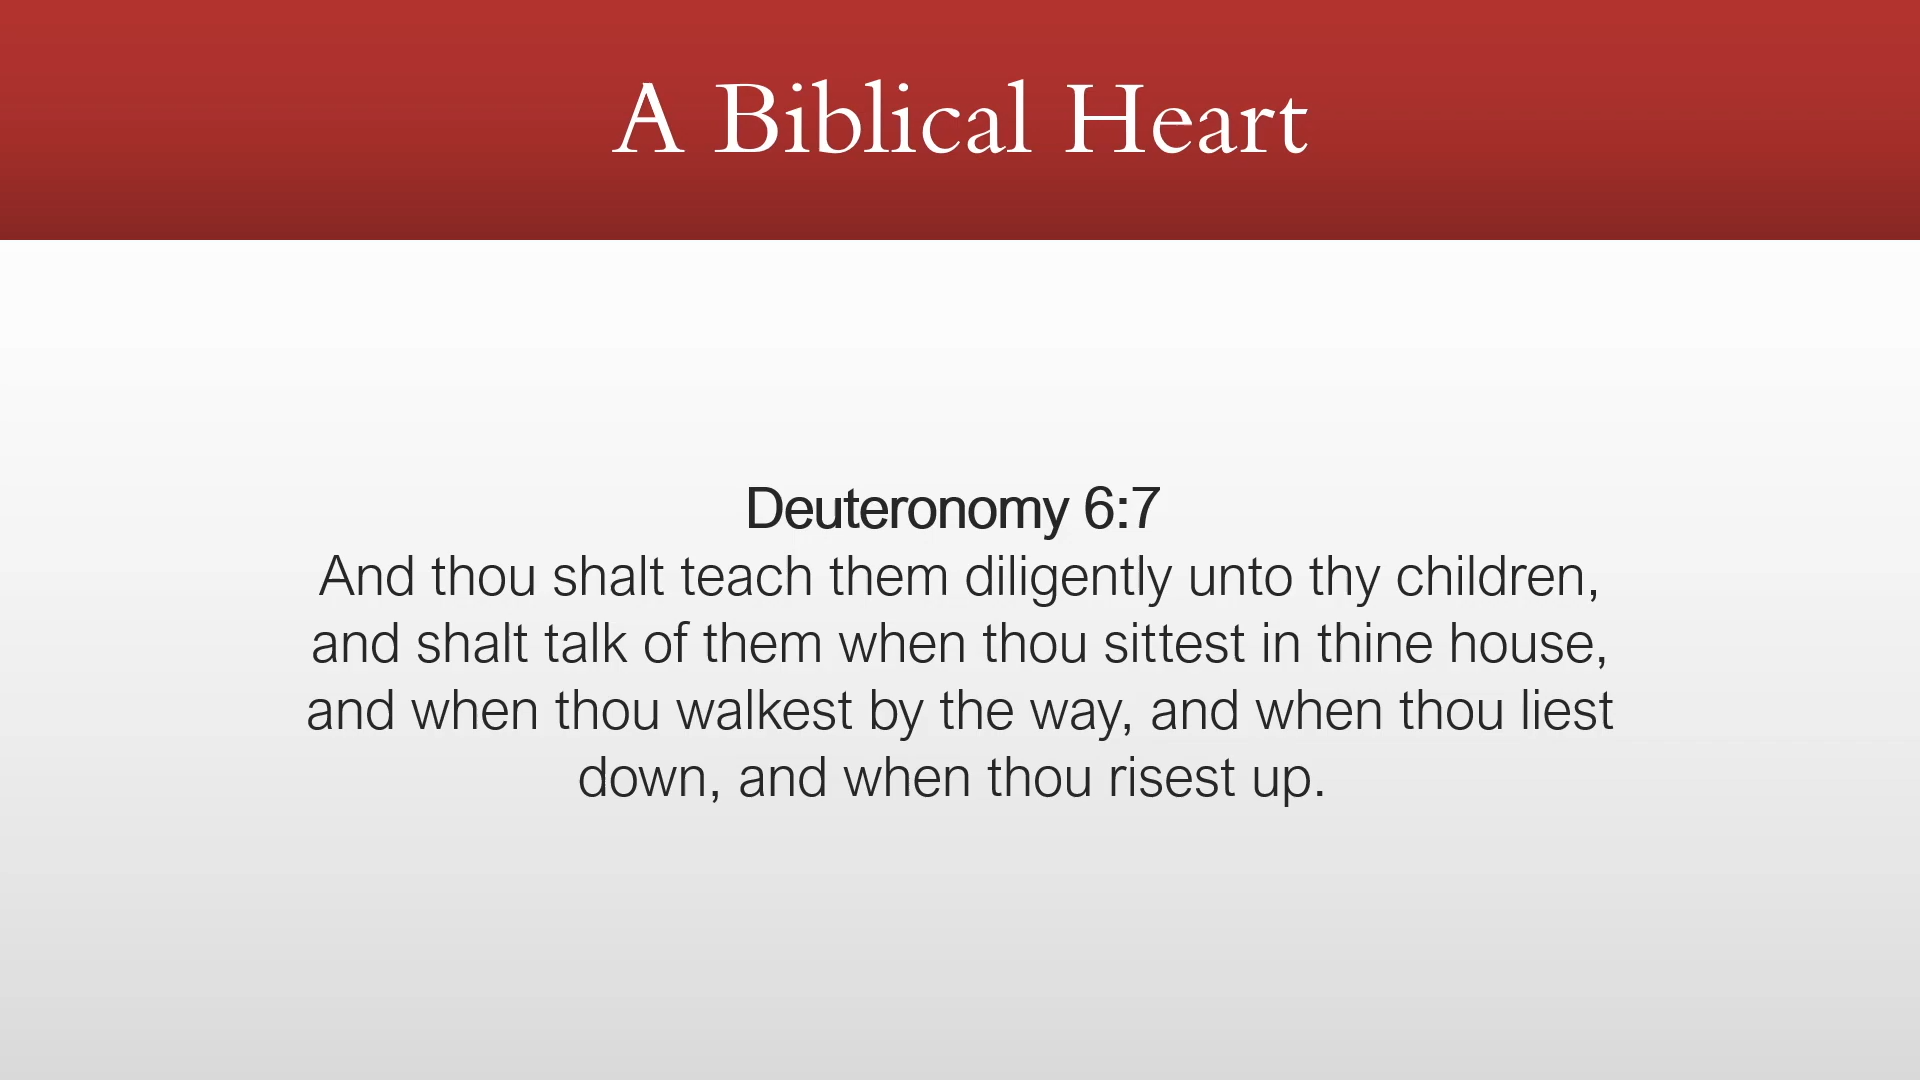 A Biblical Heart
Deuteronomy 6:7
And thou shalt teach them diligently unto thy children,
and shalt talk of them when thou sittest in thine house,
and when thou walkest by the way, and when thou liest
down, and when thou risest up.